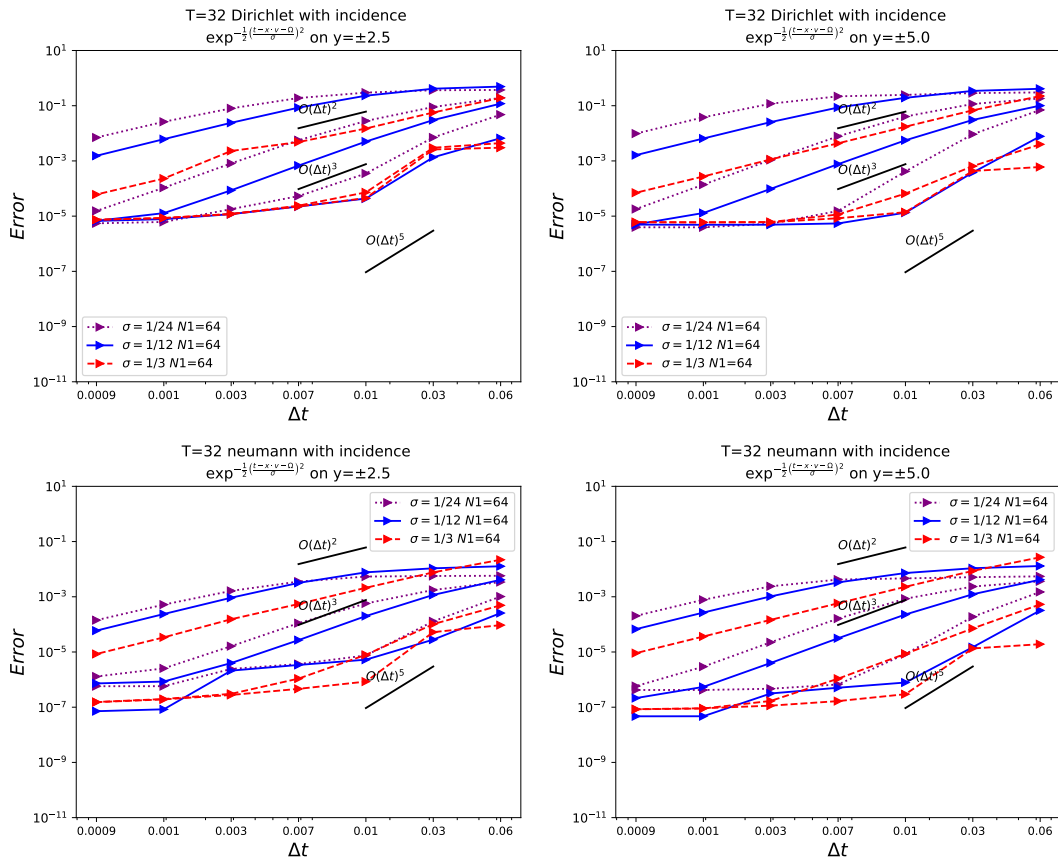 T=32 Dirichlet with incidence
exp^{-\frac{1}{2}(\frac{t-x·v-Ω}{σ})^2} on y=±2.5
10^1
10^{-1}
10^{-3}
10^{-5}
10^{-7}
10^{-9}
10^{-11}
Error
O(Δt)^2
O(Δt)^3
O(Δt)^5
σ = 1/24 N1=64
σ = 1/12 N1=64
σ = 1/3 N1=64
0.0009 0.001 0.003 0.007 0.01 0.03 0.06
Δt
T=32 Dirichlet with incidence
exp^{-\frac{1}{2}(\frac{t-x·v-Ω}{σ})^2} on y=±5.0
10^1
10^{-1}
10^{-3}
10^{-5}
10^{-7}
10^{-9}
10^{-11}
Error
O(Δt)^2
O(Δt)^3
O(Δt)^5
σ = 1/24 N1=64
σ = 1/12 N1=64
σ = 1/3 N1=64
0.0009 0.001 0.003 0.007 0.01 0.03 0.06
Δt
T=32 neumann with incidence
exp^{-\frac{1}{2}(\frac{t-x·v-Ω}{σ})^2} on y=±2.5
10^1
10^{-1}
10^{-3}
10^{-5}
10^{-7}
10^{-9}
10^{-11}
Error
σ = 1/24 N1=64
σ = 1/12 N1=64
σ = 1/3 N1=64
O(Δt)^2
O(Δt)^3
O(Δt)^5
0.0009 0.001 0.003 0.007 0.01 0.03 0.06
Δt
T=32 neumann with incidence
exp^{-\frac{1}{2}(\frac{t-x·v-Ω}{σ})^2} on y=±5.0
10^1
10^{-1}
10^{-3}
10^{-5}
10^{-7}
10^{-9}
10^{-11}
Error
σ = 1/24 N1=64
σ = 1/12 N1=64
σ = 1/3 N1=64
O(Δt)^2
O(Δt)^3
O(Δt)^5
0.0009 0.001 0.003 0.007 0.01 0.03 0.06
Δt